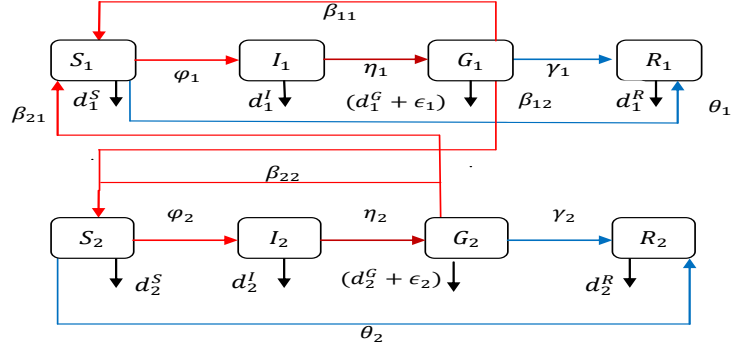 β₁₁
S₁ φ₁ I₁ η₁ G₁ γ₁ R₁
d₁ˢ d₁ᴵ (d₁ᴳ + ϵ₁) β₁₂ d₁ᴿ θ₁
β₂₁
β₂₂
S₂ φ₂ I₂ η₂ G₂ γ₂ R₂
d₂ˢ d₂ᴵ (d₂ᴳ + ϵ₂) d₂ᴿ
θ₂